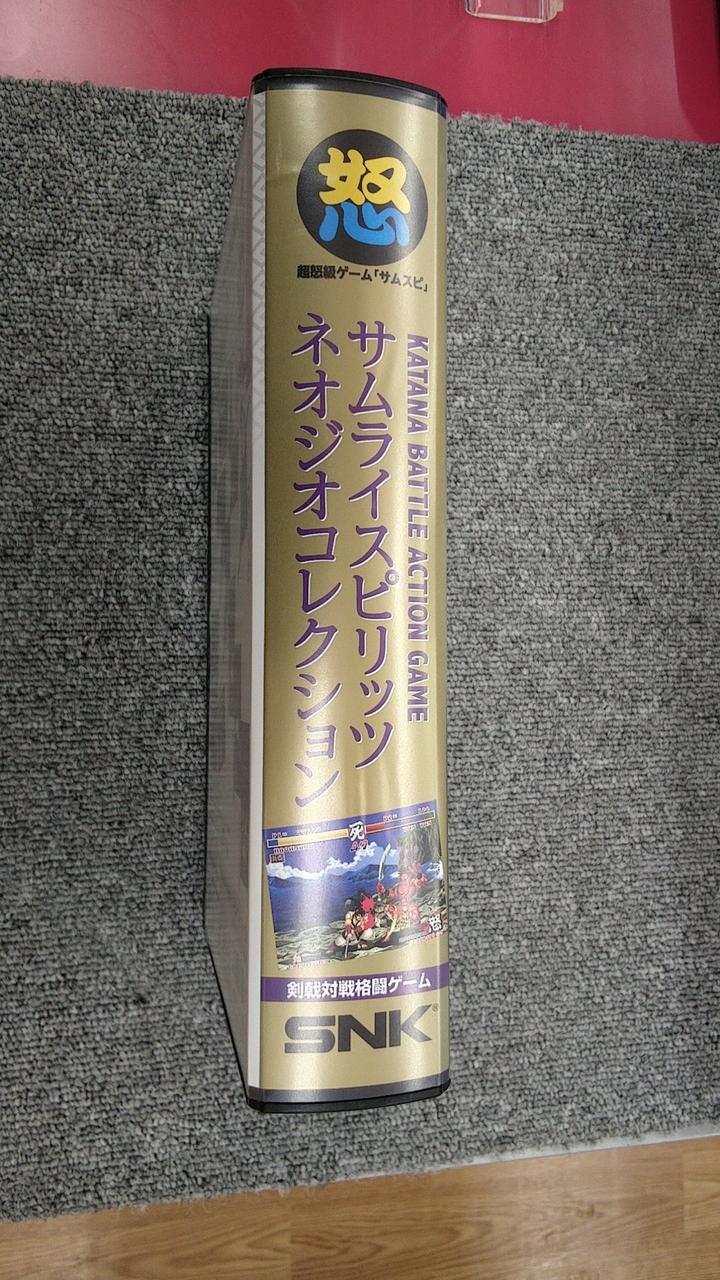 怒
超怒級ゲーム「サムスピ」
KATANA BATTLE ACTION GAME
サムライスピリッツ
ネオジオコレクション
死
怒
剣戟対戦格闘ゲーム
SNK®